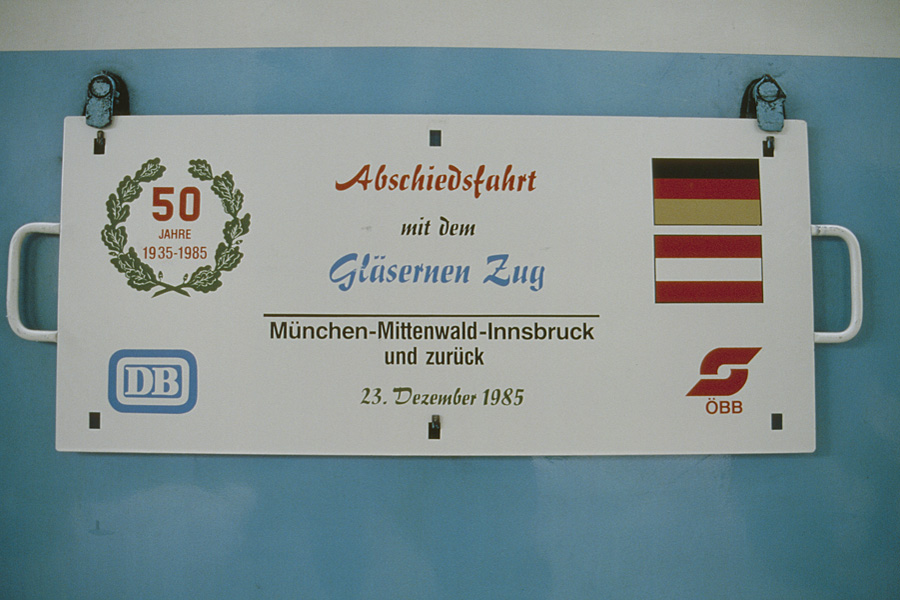 50
JAHRE
1935-1985
Abschiedsfahrt
mit dem
Gläsernen Zug
München-Mittenwald-Innsbruck
und zurück
23. Dezember 1985
DB
ÖBB